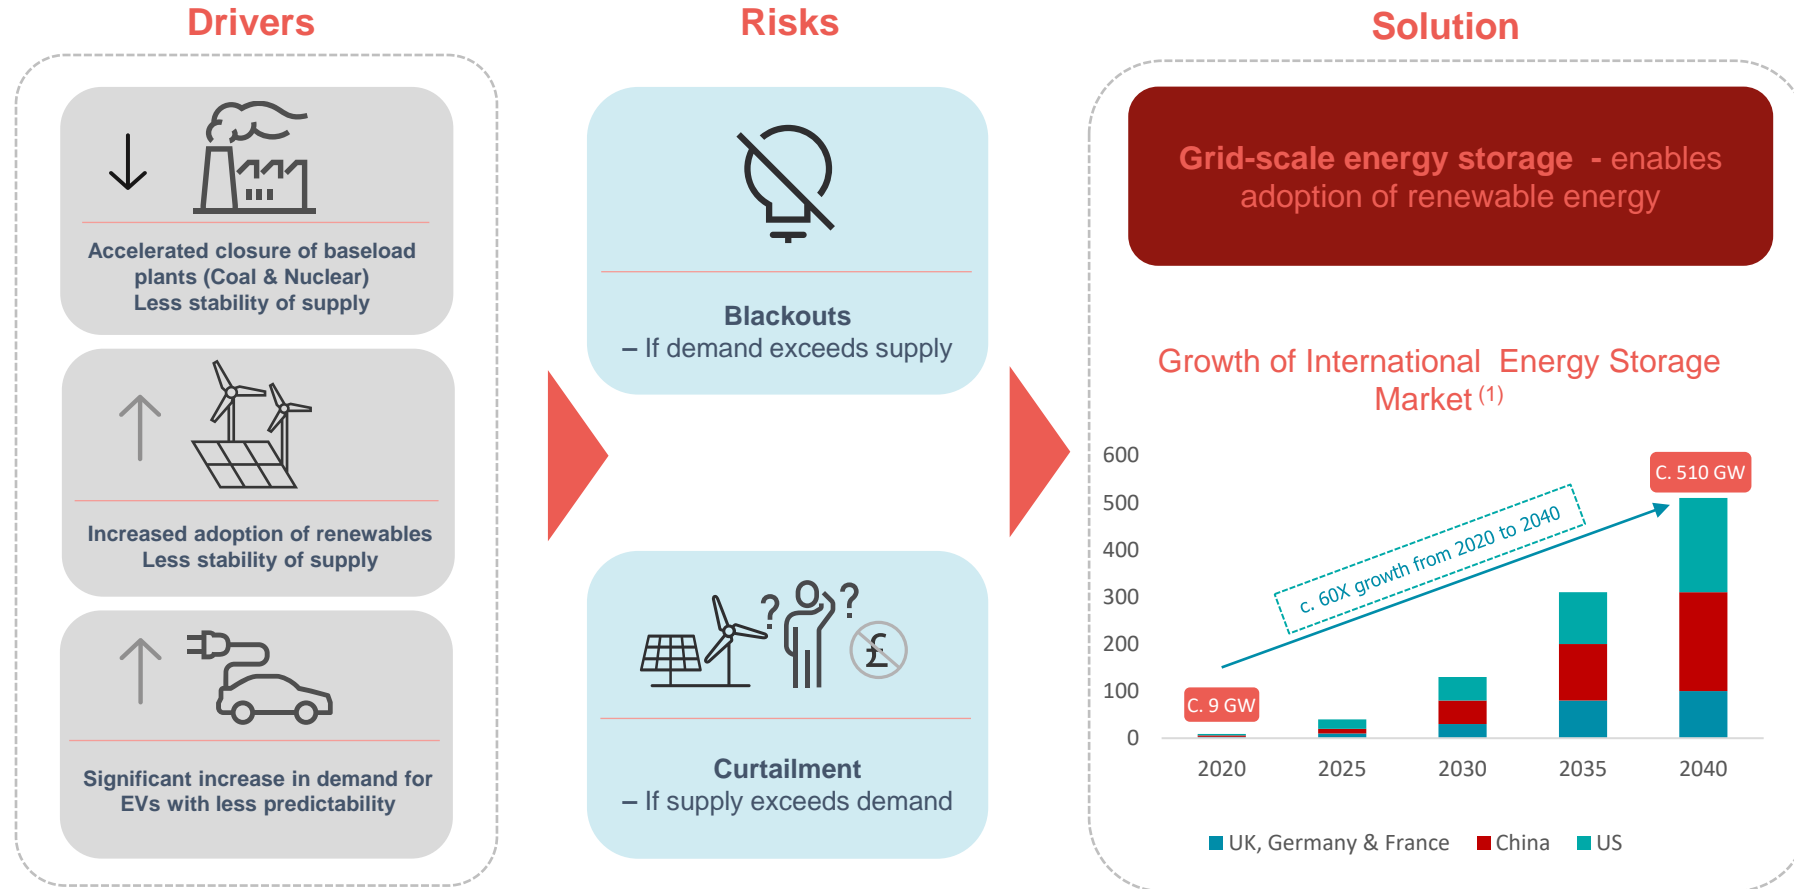 Drivers
Accelerated closure of baseload
plants (Coal & Nuclear)
Less stability of supply
Increased adoption of renewables
Less stability of supply
Significant increase in demand for
EVs with less predictability
Risks
Blackouts
– If demand exceeds supply
? ?
£
Curtailment
– If supply exceeds demand
Solution
Grid-scale energy storage - enables
adoption of renewable energy
Growth of International Energy Storage
Market (1)
600
500
400
300
200
100
0
C. 9 GW
c. 60X growth from 2020 to 2040
C. 510 GW
2020 2025 2030 2035 2040
UK, Germany & France China US